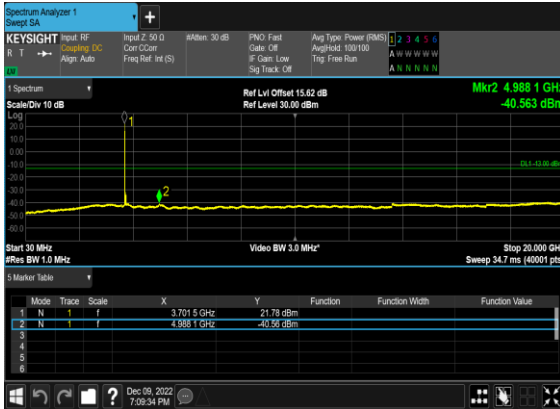 Spectrum Analyzer 1
Swept SA
+
KEYSIGHT Input: RF Input Z: 50 Ω #Atten: 30 dB PNO: Fast Avg Type: Power (RMS) 1 2 3 4 5 6
R T Coupling: DC Corr CCorr Gate: Off Avg|Hold: 100/100 A W W W W W
Align: Auto Freq Ref: Int (S) IF Gain: Low Trig: Free Run
Sig Track: Off A N N N N N
1 Spectrum
Ref Lvl Offset 15.62 dB Mkr2 4.988 1 GHz
Scale/Div 10 dB Ref Level 30.00 dBm -40.563 dBm
Log
1
20.0
10.0
0.00
-10.0
DL1 -13.00 dBm
-20.0
-30.0
2
-40.0
-50.0
-60.0
Start 30 MHz Video BW 3.0 MHz* Stop 20.000 GHz
#Res BW 1.0 MHz Sweep 34.7 ms (40001 pts)
5 Marker Table
Mode Trace Scale X Y Function Function Width Function Value
1 N 1 f 3.701 5 GHz 21.78 dBm
2 N 1 f 4.988 1 GHz -40.56 dBm
3
4
5
6
? Dec 09, 2022
7:09:34 PM